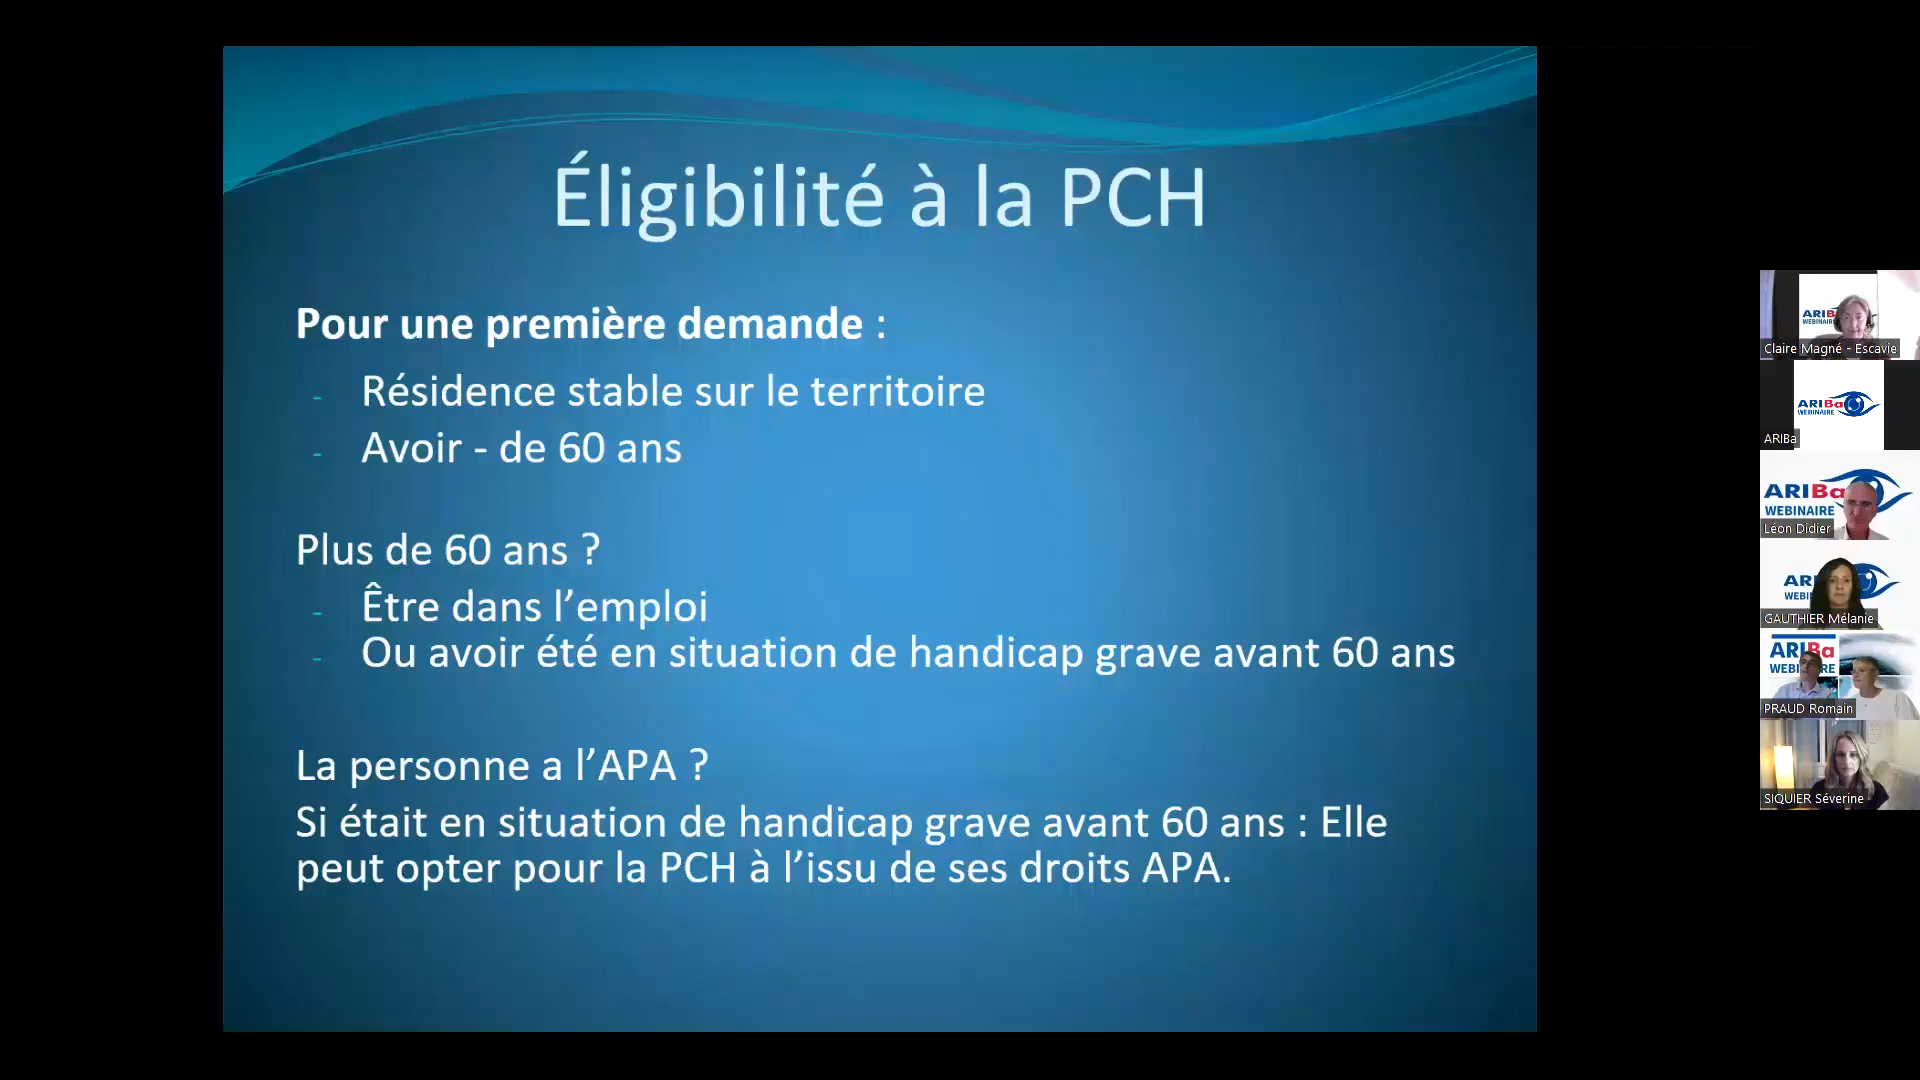 Éligibilité à la PCH
Pour une première demande :
- Résidence stable sur le territoire
- Avoir - de 60 ans
Plus de 60 ans ?
- Être dans l’emploi
- Ou avoir été en situation de handicap grave avant 60 ans
La personne a l’APA ?
Si était en situation de handicap grave avant 60 ans : Elle
peut opter pour la PCH à l’issu de ses droits APA.
Claire Magné - Escavie
ARIBa
WEBINAIRE
ARIBa
ARIBa
WEBINAIRE
Léon Didier
GAUTHIER Mélanie
ARIBa
PRAUD Romain
SIQUIER Séverine